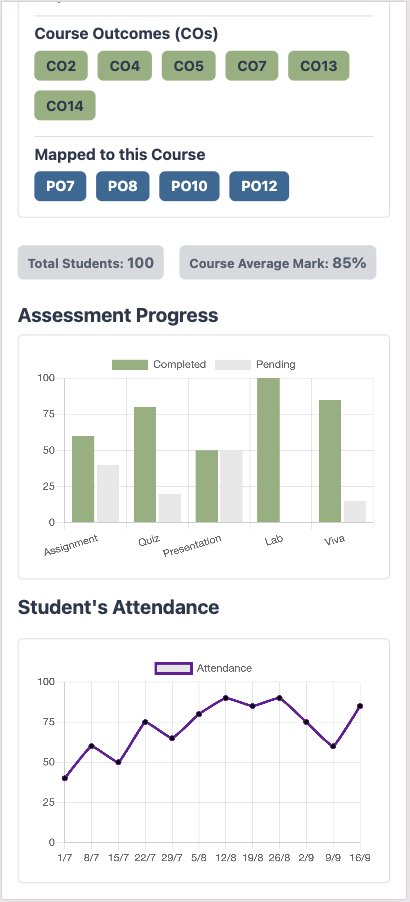 Course Outcomes (COs)
CO2 CO4 CO5 CO7 CO13
CO14
Mapped to this Course
PO7 PO8 PO10 PO12
Total Students: 100 Course Average Mark: 85%
Assessment Progress
Completed Pending
100
75
50
25
0
Assignment Quiz Presentation Lab Viva
Student's Attendance
Attendance
100
75
50
25
0
1/7 8/7 15/7 22/7 29/7 5/8 12/8 19/8 26/8 2/9 9/9 16/9